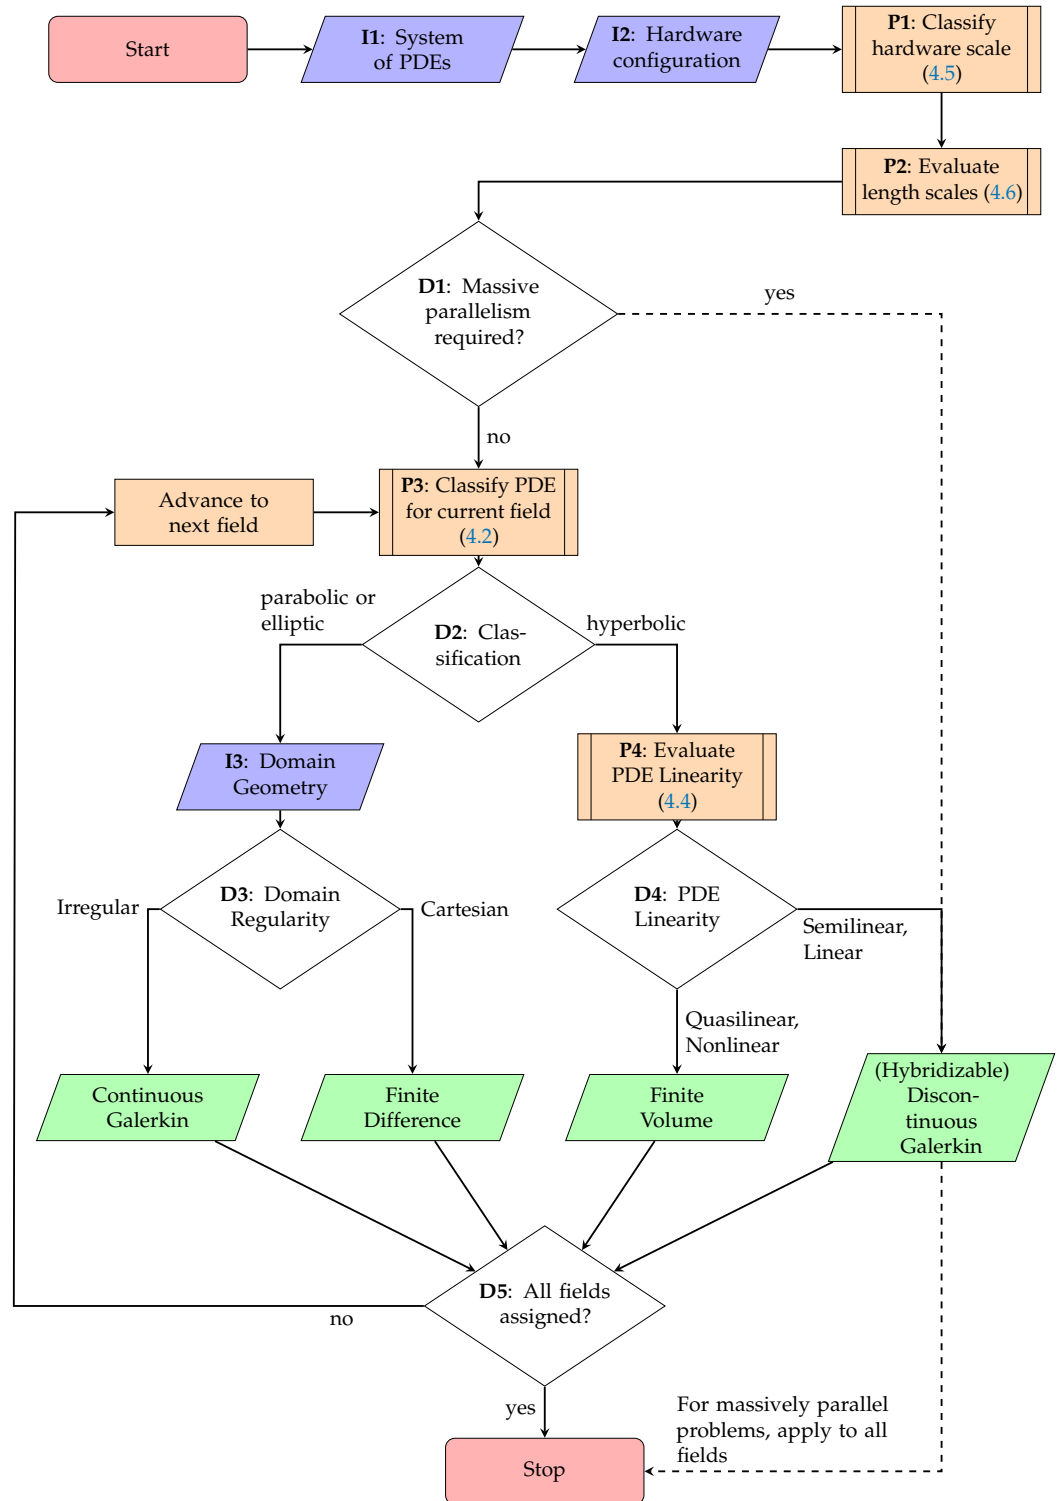 Start
I1: System
of PDEs
I2: Hardware
configuration
P1: Classify
hardware scale
(4.5)
P2: Evaluate
length scales (4.6)
D1: Massive
parallelism
required?
yes
no
Advance to
next field
P3: Classify PDE
for current field
(4.2)
parabolic or
elliptic
D2: Clas-
sification
hyperbolic
I3: Domain
Geometry
P4: Evaluate
PDE Linearity
(4.4)
Irregular
D3: Domain
Regularity
Cartesian
D4: PDE
Linearity
Semilinear,
Linear
Quasilinear,
Nonlinear
Continuous
Galerkin
Finite
Difference
Finite
Volume
(Hybridizable)
Discon-
tinuous
Galerkin
D5: All fields
assigned?
no
yes
For massively parallel
problems, apply to all
fields
Stop